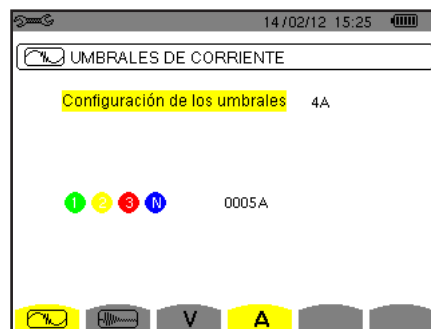 14/02/12 15:25
UMBRALES DE CORRIENTE
Configuración de los umbrales 4A
1 2 3 N 0005A
V A